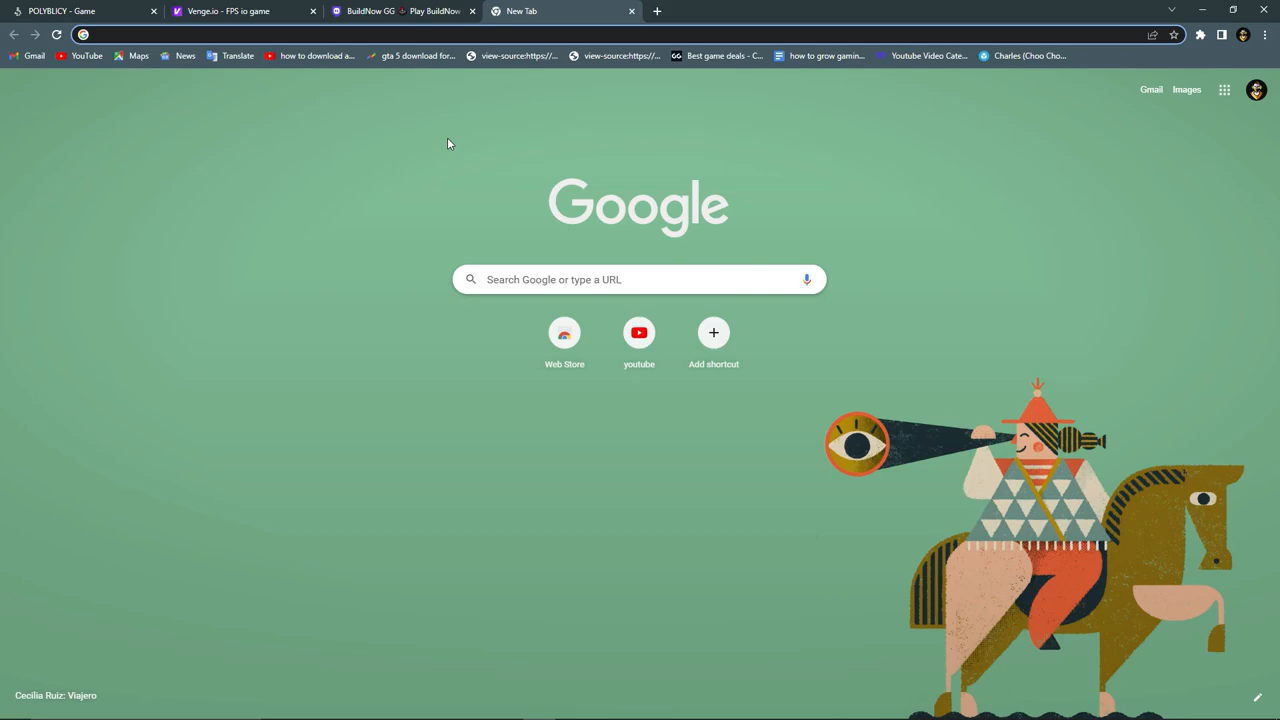 POLYBLICY - Game
Venge.io - FPS io game
BuildNow GG Play BuildNow
New Tab
Gmail
YouTube
Maps
News
Translate
how to download a...
gta 5 download for...
view-source:https://...
view-source:https://...
Best game deals - C...
how to grow gamin...
Youtube Video Cate...
Charles (Choo Choo...
Gmail
Images
Google
Search Google or type a URL
Web Store
youtube
Add shortcut
Cecilia Ruiz: Viajero